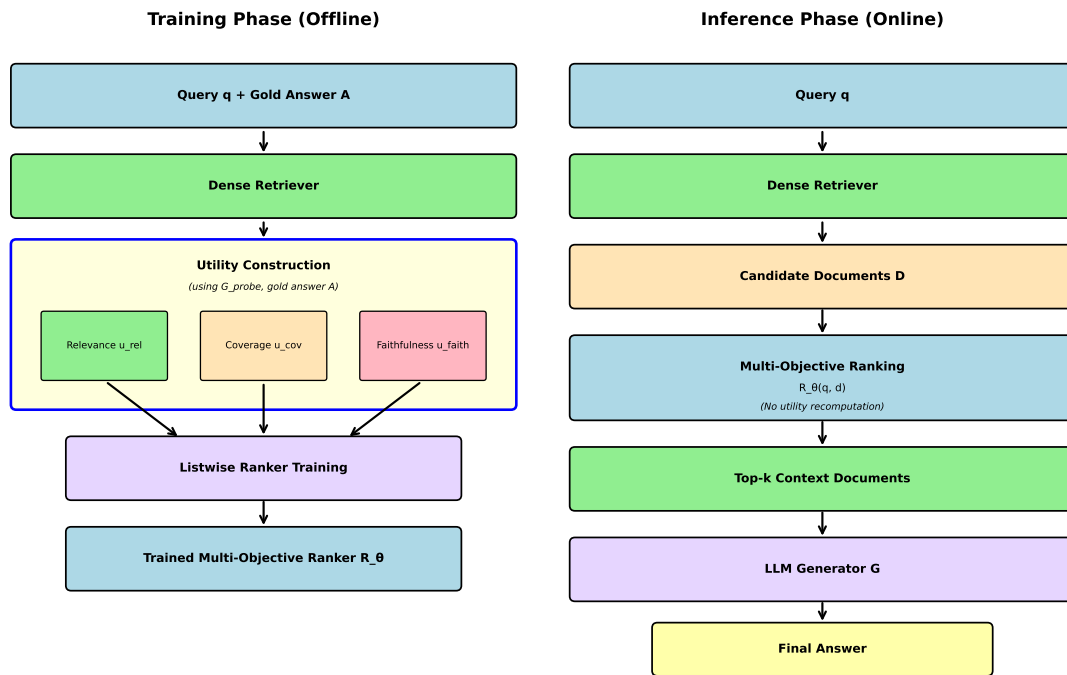 Training Phase (Offline)
Query q + Gold Answer A
Dense Retriever
Utility Construction
(using G_probe, gold answer A)
Relevance u_rel
Coverage u_cov
Faithfulness u_faith
Listwise Ranker Training
Trained Multi-Objective Ranker R_θ
Inference Phase (Online)
Query q
Dense Retriever
Candidate Documents D
Multi-Objective Ranking
R_θ(q, d)
(No utility recomputation)
Top-k Context Documents
LLM Generator G
Final Answer